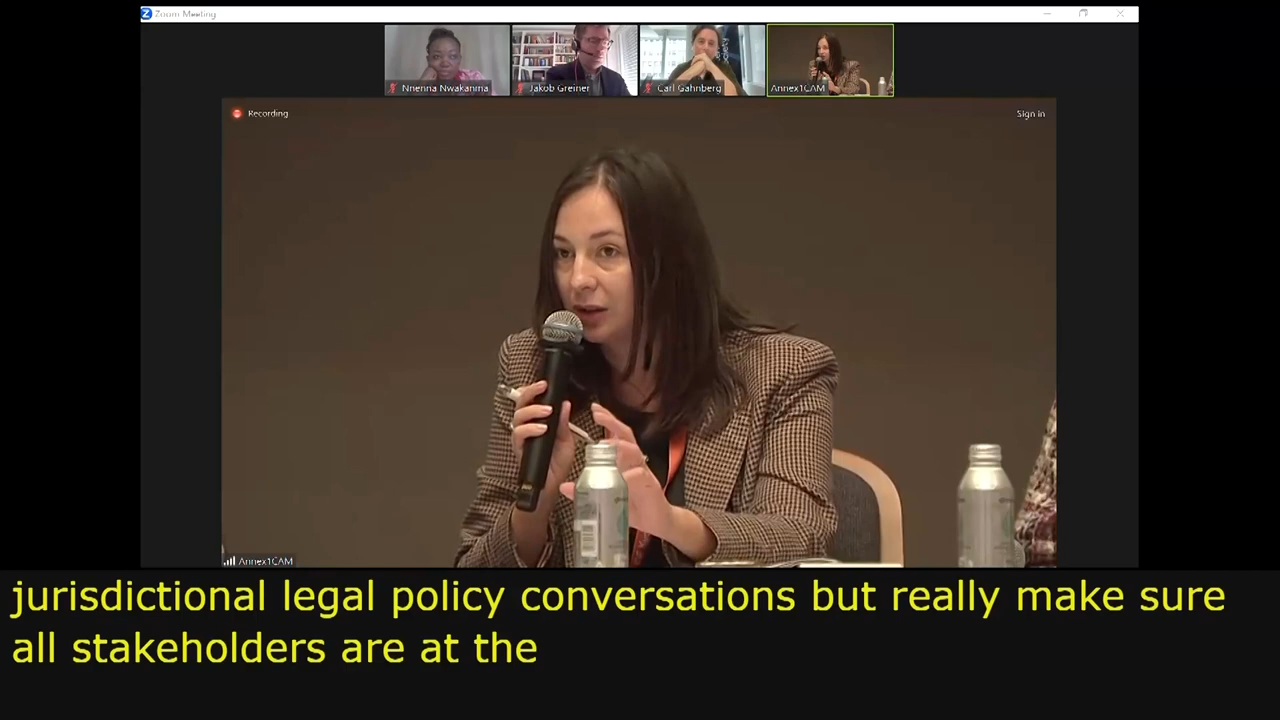 Zoom Meeting
Nnenna Nwakanma
Jakob Greiner
Carl Gahnberg
Annex1CAM
Recording
Sign in
Annex1CAM
jurisdictional legal policy conversations but really make sure
all stakeholders are at the